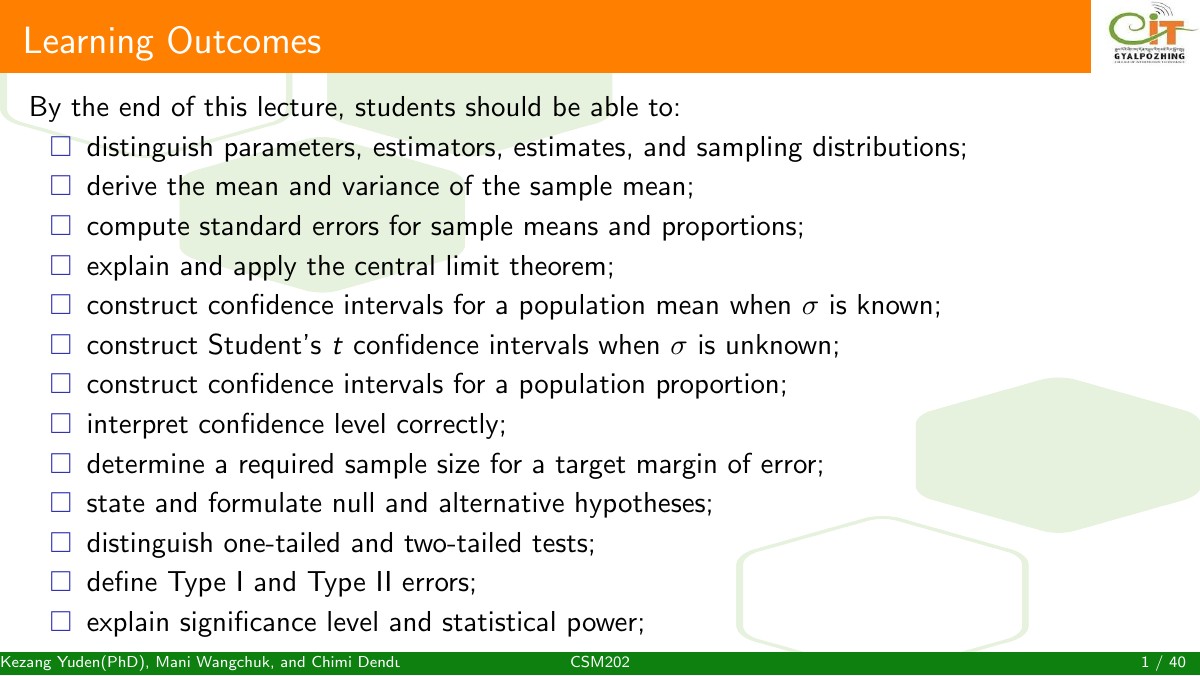 Learning Outcomes
CiT
GYALPOZHING
By the end of this lecture, students should be able to:
□ distinguish parameters, estimators, estimates, and sampling distributions;
□ derive the mean and variance of the sample mean;
□ compute standard errors for sample means and proportions;
□ explain and apply the central limit theorem;
□ construct confidence intervals for a population mean when σ is known;
□ construct Student's t confidence intervals when σ is unknown;
□ construct confidence intervals for a population proportion;
□ interpret confidence level correctly;
□ determine a required sample size for a target margin of error;
□ state and formulate null and alternative hypotheses;
□ distinguish one-tailed and two-tailed tests;
□ define Type I and Type II errors;
□ explain significance level and statistical power;
Kezang Yuden(PhD), Mani Wangchuk, and Chimi Dendu
CSM202
1 / 40